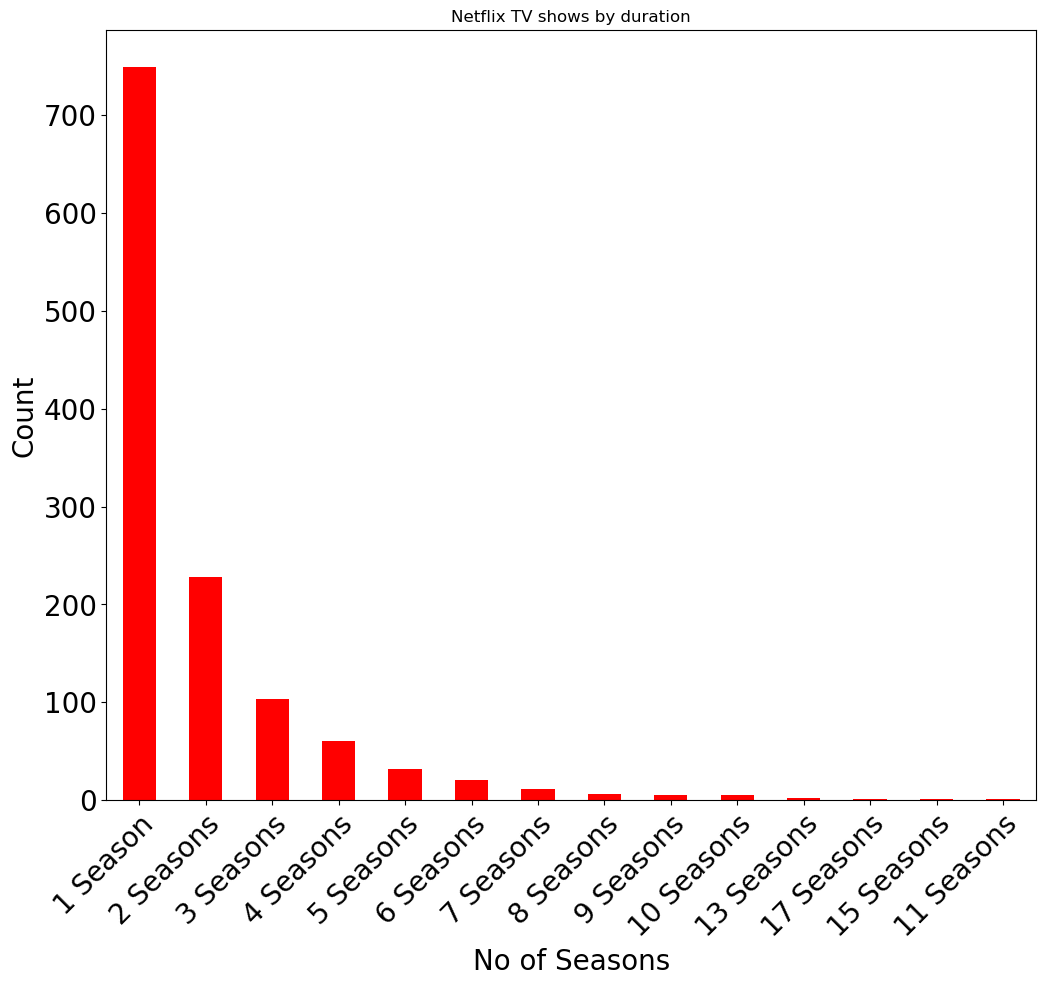 Netflix TV shows by duration
Count
700
600
500
400
300
200
100
0
1 Season
2 Seasons
3 Seasons
4 Seasons
5 Seasons
6 Seasons
7 Seasons
8 Seasons
9 Seasons
10 Seasons
13 Seasons
17 Seasons
15 Seasons
11 Seasons
No of Seasons